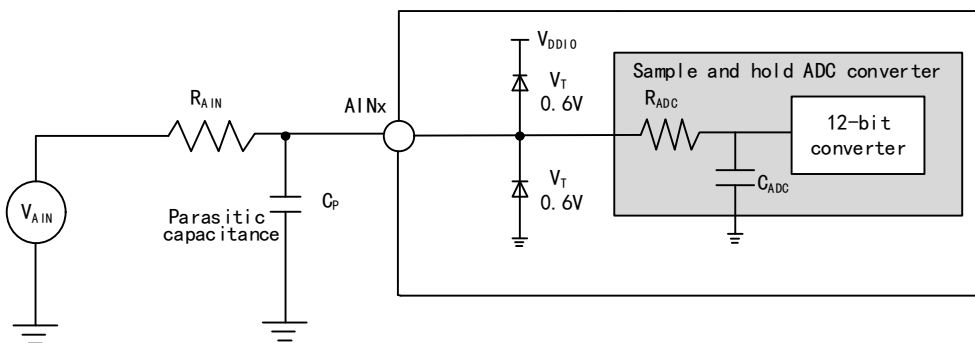 V_DDIO
V_T
0.6V
Sample and hold ADC converter
R_AIN
AINx
R_ADC
12-bit
converter
V_T
0.6V
C_ADC
V_AIN
C_P
Parasitic
capacitance